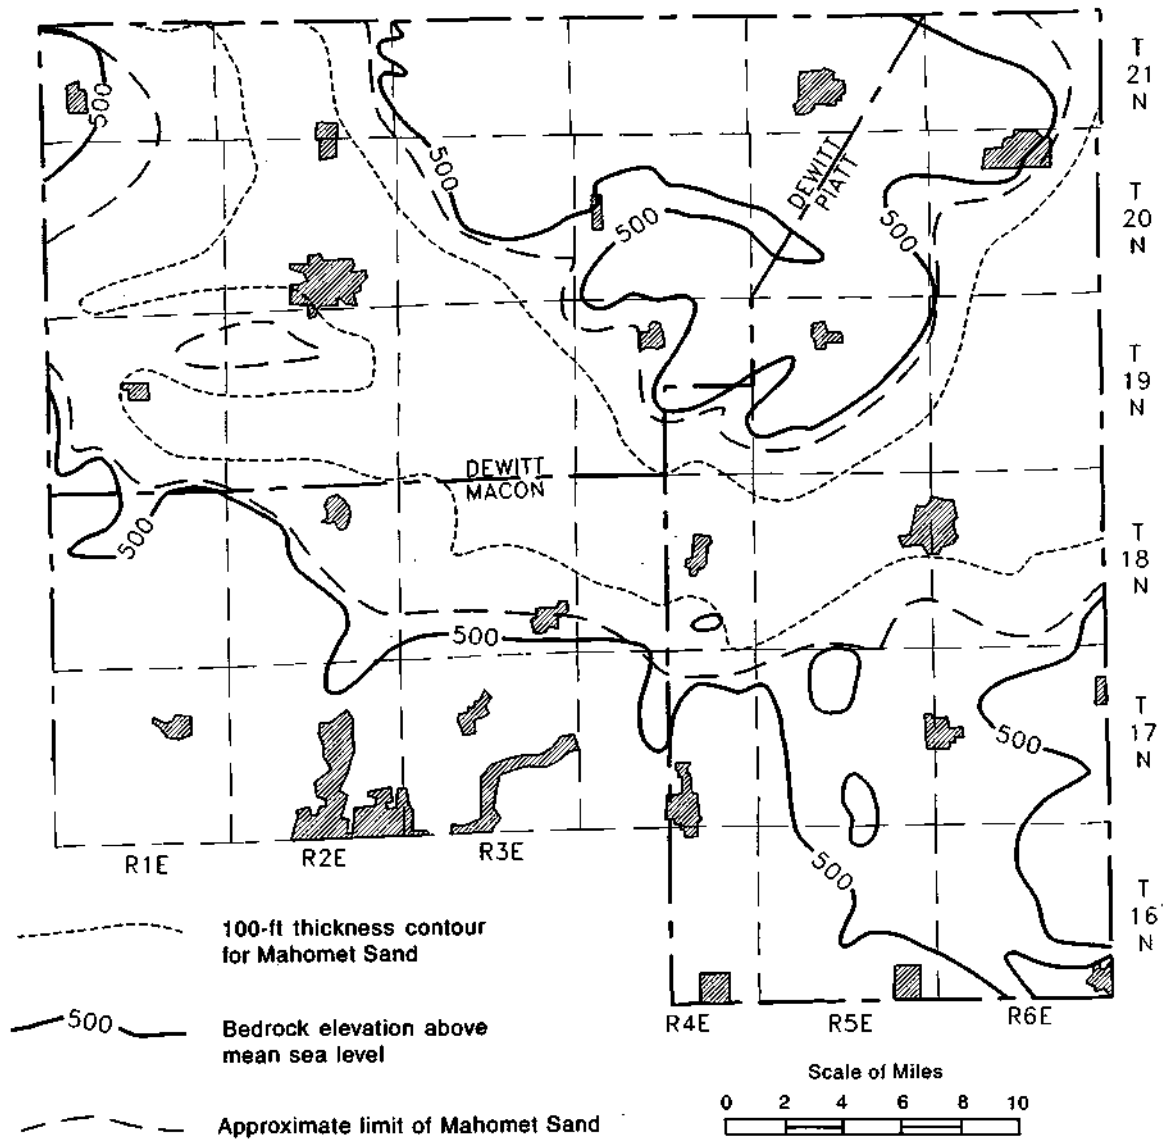 T
21
N
500
500
DEWITT
PIATT
T
20
N
500
500
T
19
N
DEWITT
MACON
500
T
18
N
500
T
17
N
500
R1E
R2E
R3E
500
T
16
N
R4E
R5E
R6E
100-ft thickness contour
for Mahomet Sand
500
Bedrock elevation above
mean sea level
Approximate limit of Mahomet Sand
Scale of Miles
0 2 4 6 8 10